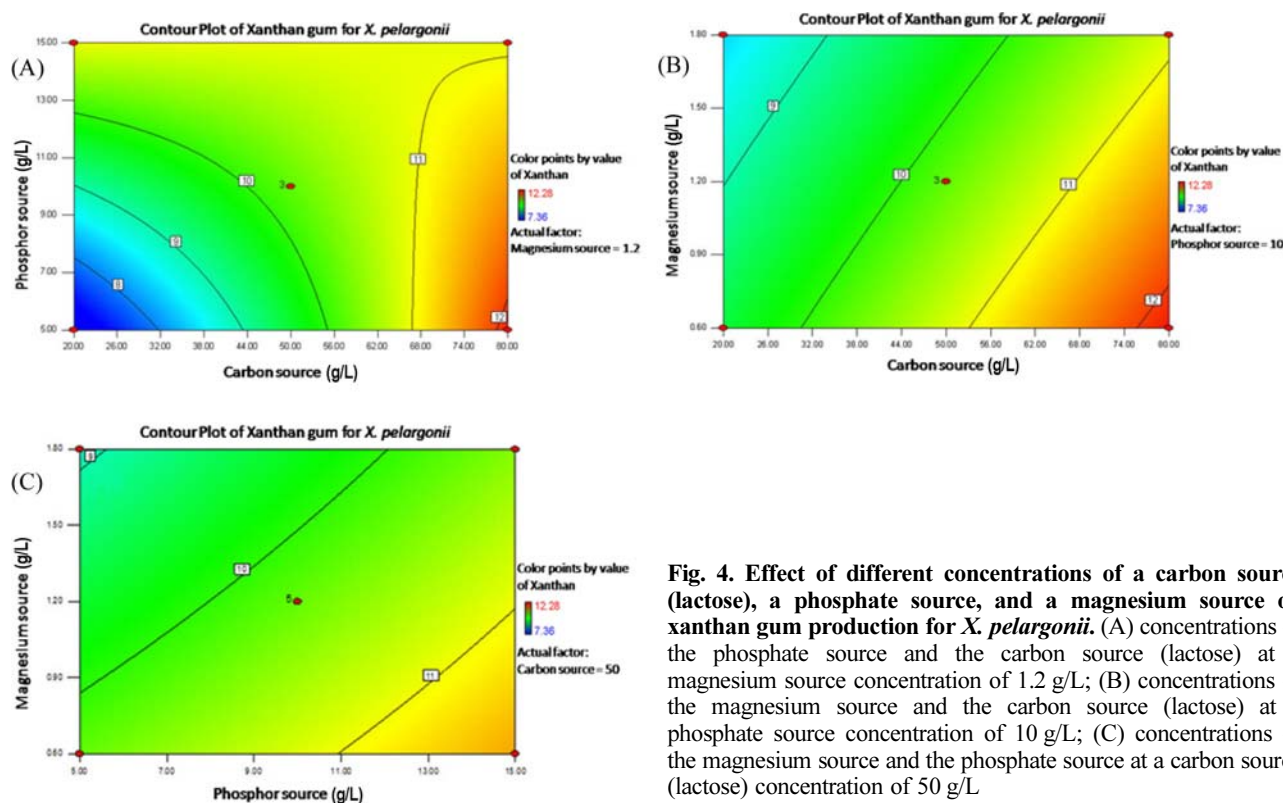 Contour Plot of Xanthan gum for X. pelargonii
(A)
Phosphor source (g/L)
15.00
13.00
11.00
9.00
7.00
5.00
11
10
9
8
12
3
20.00 26.00 32.00 38.00 44.00 50.00 56.00 62.00 68.00 74.00 80.00
Carbon source (g/L)
Color points by value
of Xanthan
12.28
7.36
Actual factor:
Magnesium source = 1.2
Contour Plot of Xanthan gum for X. pelargonii
(B)
Magnesium source (g/L)
1.80
1.50
1.20
0.90
0.60
9
10
3
11
12
20.00 26.00 32.00 38.00 44.00 50.00 56.00 62.00 68.00 74.00 80.00
Carbon source (g/L)
Color points by value
of Xanthan
12.28
7.36
Actual factor:
Phosphor source = 10
Contour Plot of Xanthan gum for X. pelargonii
(C)
Magnesium source (g/L)
1.80
1.50
1.20
0.90
0.60
9
10
11
5.00 7.00 9.00 11.00 13.00 15.00
Phosphor source (g/L)
Color points by value
of Xanthan
12.28
7.36
Actual factor:
Carbon source = 50
Fig. 4. Effect of different concentrations of a carbon sourc
(lactose), a phosphate source, and a magnesium source o
xanthan gum production for X. pelargonii. (A) concentrations
the phosphate source and the carbon source (lactose) at
magnesium source concentration of 1.2 g/L; (B) concentrations
the magnesium source and the carbon source (lactose) at
phosphate source concentration of 10 g/L; (C) concentrations
the magnesium source and the phosphate source at a carbon sourc
(lactose) concentration of 50 g/L